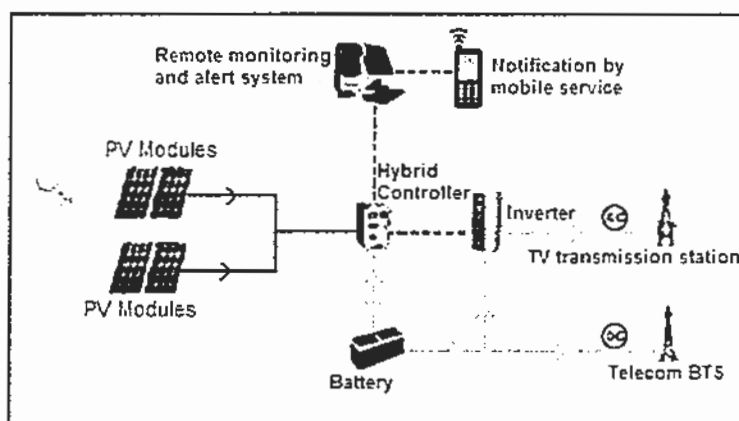 Remote monitoring
and alert system
Notification by
mobile service
PV Modules
Hybrid
Controller
Inverter
TV transmission station
PV Modules
Battery
Telecom BTS